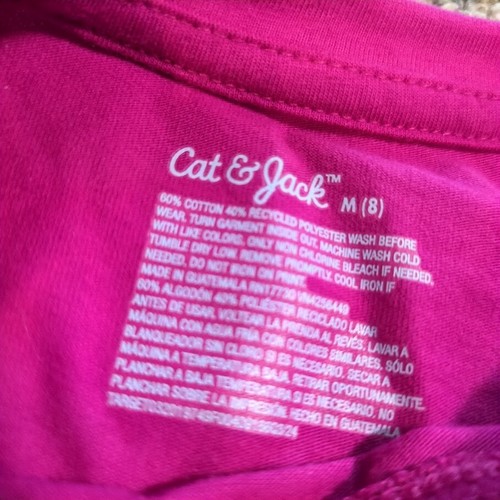 Cat & Jack™ M (8)
60% COTTON 40% RECYCLED POLYESTER WASH BEFORE
WEAR. TURN GARMENT INSIDE OUT. MACHINE WASH COLD
WITH LIKE COLORS. ONLY NON CHLORINE BLEACH IF NEEDED.
TUMBLE DRY LOW. REMOVE PROMPTLY. COOL IRON IF
NEEDED. DO NOT IRON ON PRINT.
MADE IN GUATEMALA RN17730 VN4256449
60% ALGODÓN 40% POLIÉSTER RECICLADO LAVAR
ANTES DE USAR. VOLTEAR LA PRENDA AL REVÉS. LAVAR A
MÁQUINA CON AGUA FRÍA CON COLORES SIMILARES. SÓLO
BLANQUEADOR SIN CLORO SI ES NECESARIO. SECAR A
MÁQUINA A TEMPERATURA BAJA. RETIRAR OPORTUNAMENTE.
PLANCHAR A BAJA TEMPERATURA SI ES NECESARIO. NO
PLANCHAR SOBRE LA IMPRESIÓN. HECHO EN GUATEMALA